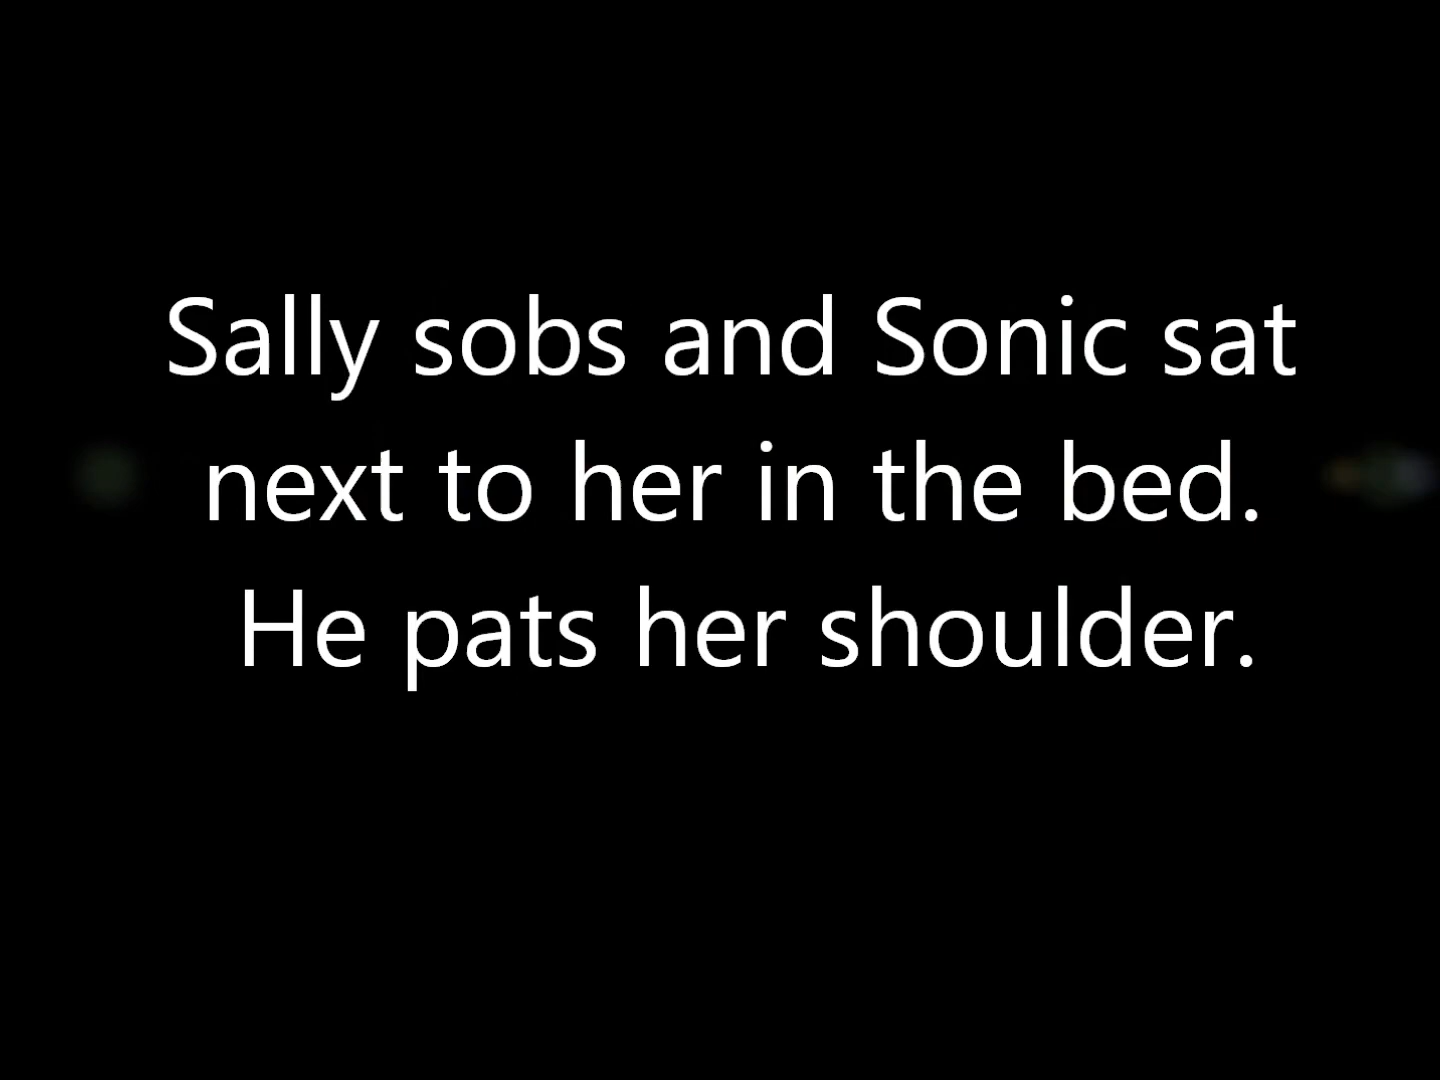 Sally sobs and Sonic sat
next to her in the bed.
He pats her shoulder.